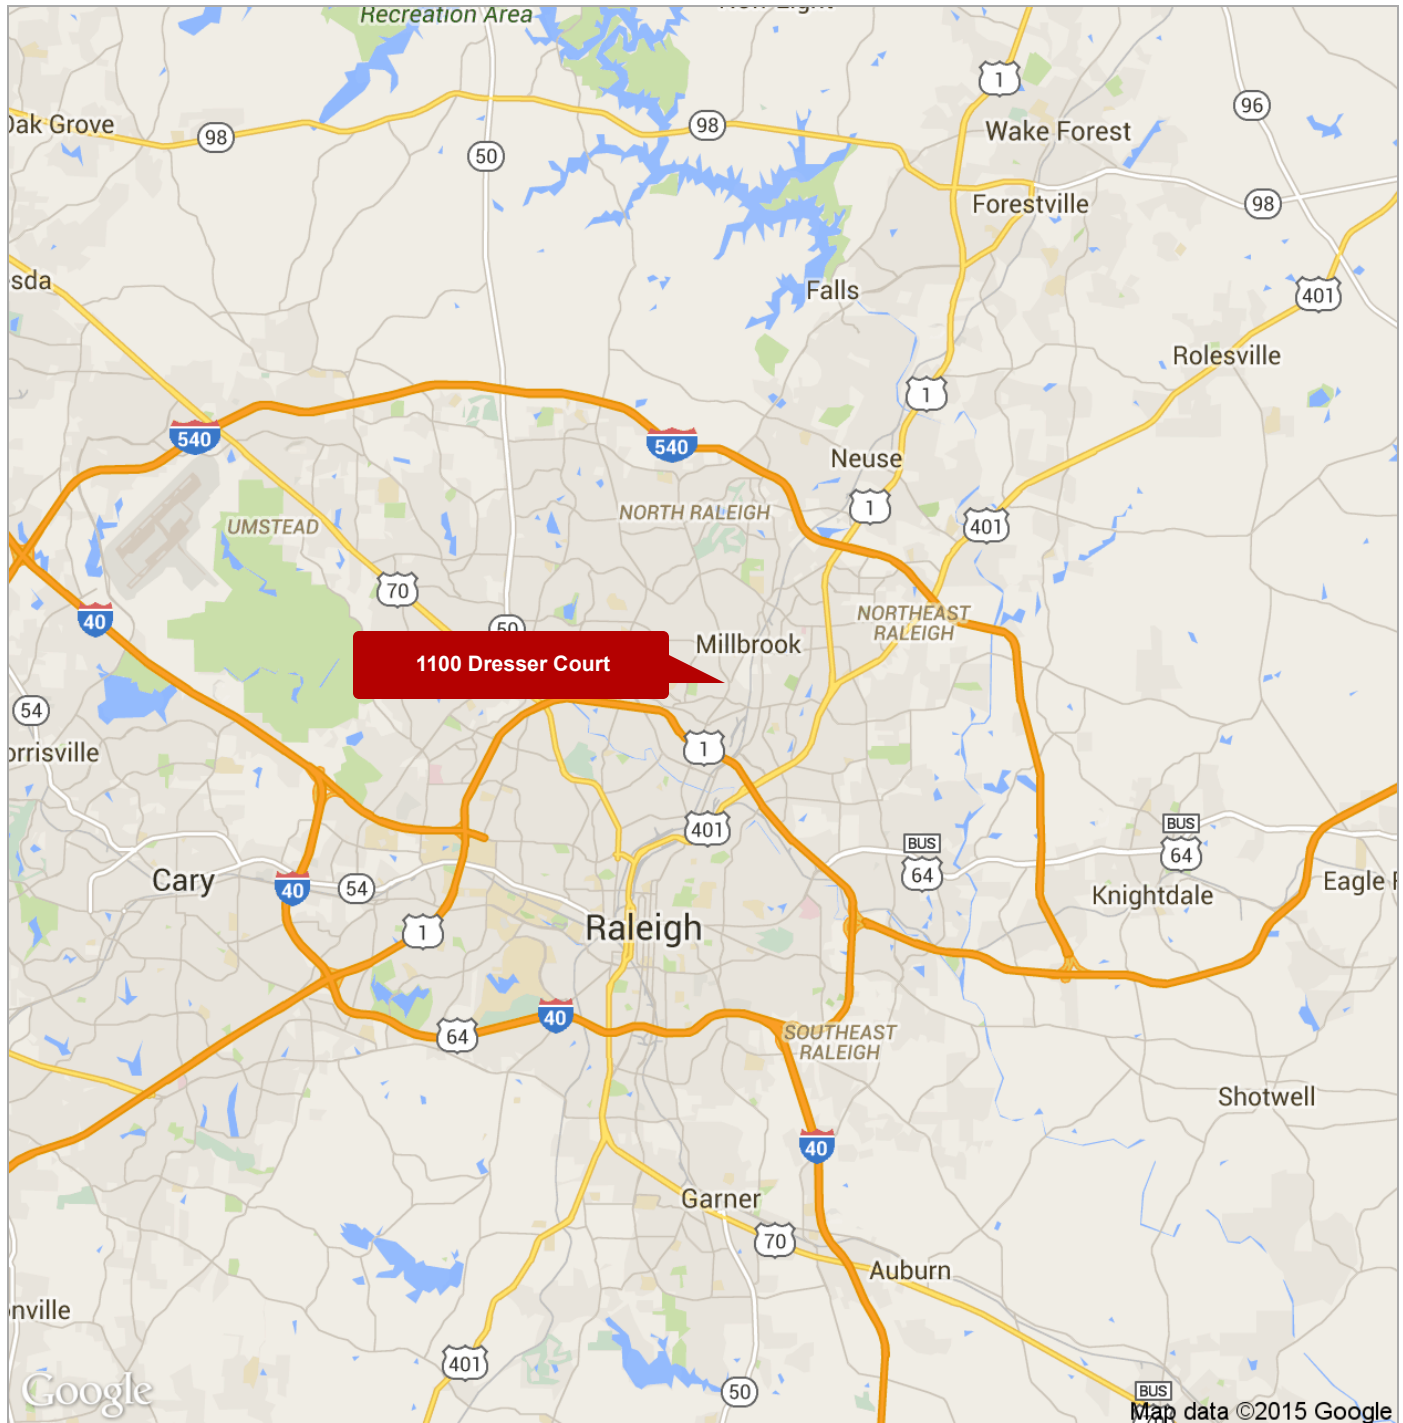 Recreation Area
1
96
Oak Grove
98
98
Wake Forest
50
98
Forestville
sda
Falls
401
Rolesville
1
540
540
Neuse
1
NORTH RALEIGH
UMSTEAD
401
70
40
NORTHEAST
RALEIGH
50
Millbrook
1100 Dresser Court
54
orrisville
1
401
BUS
64
BUS
64
Cary
40
54
Eagle
Knightdale
1
Raleigh
40
64
SOUTHEAST
RALEIGH
Shotwell
40
Garner
70
Auburn
nville
401
50
BUS
Google
Map data ©2015 Google